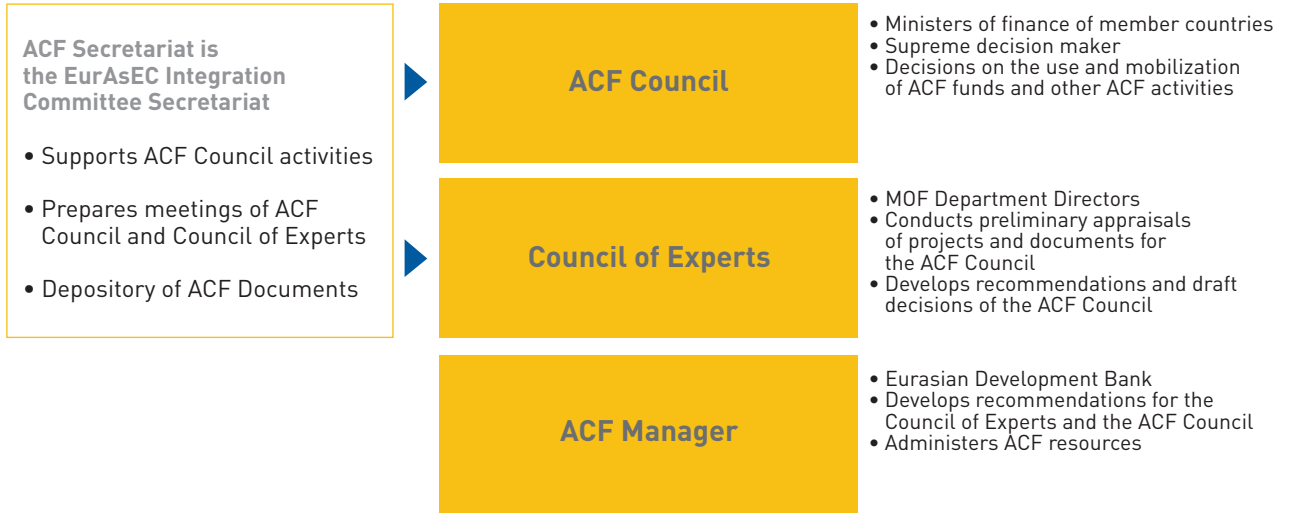 ACF Secretariat is
the EurAsEC Integration
Committee Secretariat
• Supports ACF Council activities
• Prepares meetings of ACF
Council and Council of Experts
• Depository of ACF Documents
ACF Council
• Ministers of finance of member countries
• Supreme decision maker
• Decisions on the use and mobilization
of ACF funds and other ACF activities
Council of Experts
• MOF Department Directors
• Conducts preliminary appraisals
of projects and documents for
the ACF Council
• Develops recommendations and draft
decisions of the ACF Council
ACF Manager
• Eurasian Development Bank
• Develops recommendations for the
Council of Experts and the ACF Council
• Administers ACF resources